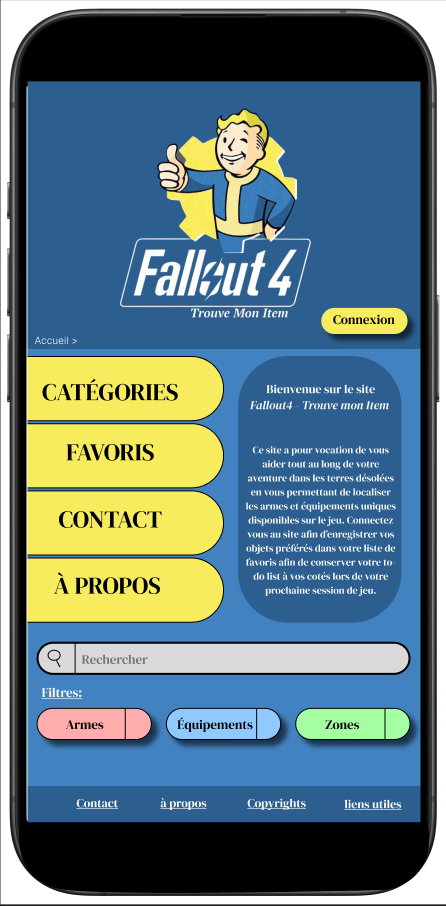 Fallout 4
Trouve Mon Item
Connexion
Accueil >
CATÉGORIES
FAVORIS
CONTACT
À PROPOS
Bienvenue sur le site
Fallout4 - Trouve mon Item
Ce site a pour vocation de vous
aider tout au long de votre
aventure dans les terres désolées
en vous permettant de localiser
les armes et équipements uniques
disponibles sur le jeu. Connectez
vous au site afin d'enregistrer vos
objets préférés dans votre liste de
favoris afin de conserver votre to-
do list à vos cotés lors de votre
prochaine session de jeu.
Rechercher
Filtres:
Armes
Équipements
Zones
Contact
à propos
Copyrights
liens utiles